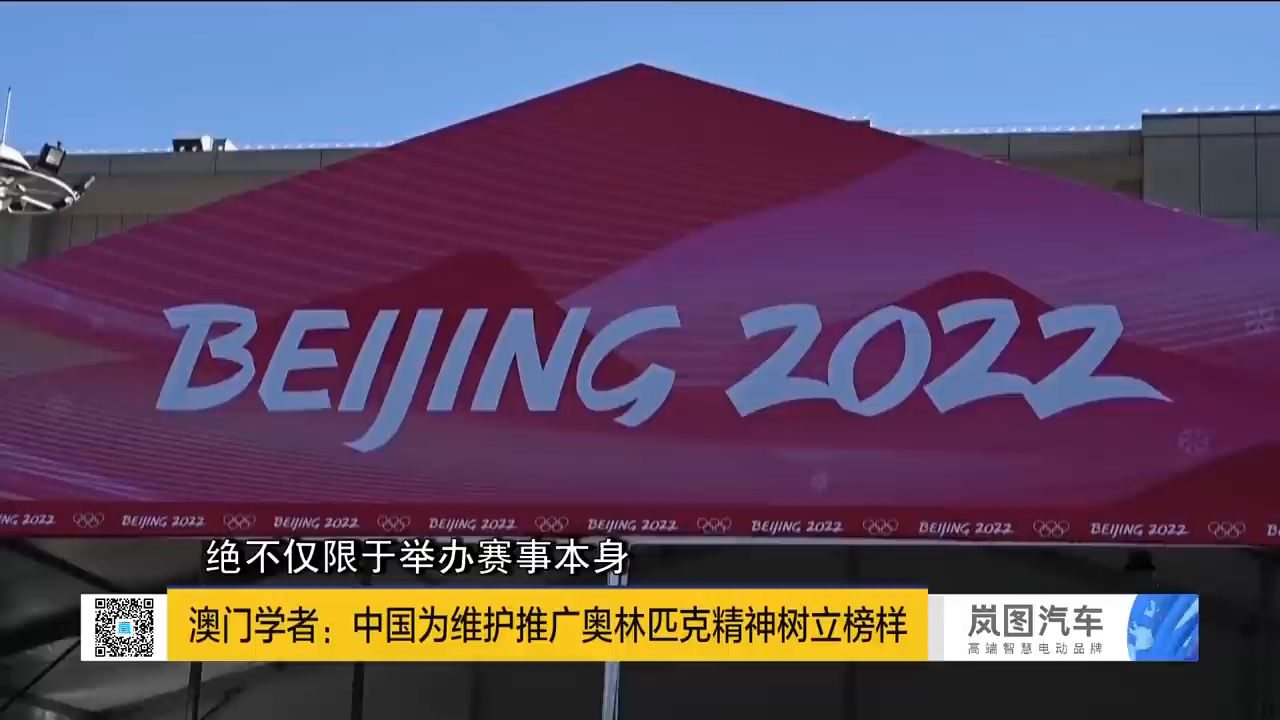 BEIJING 2022
NG 2022 BEIJING 2022 BEIJING 2022 BEIJING 2022 BEIJING 2022 BEIJING 2022 BEIJING 2022 BEIJING 2022 B
绝不仅限于举办赛事本身
澳门学者：中国为维护推广奥林匹克精神树立榜样
岚图汽车
高端智慧电动品牌